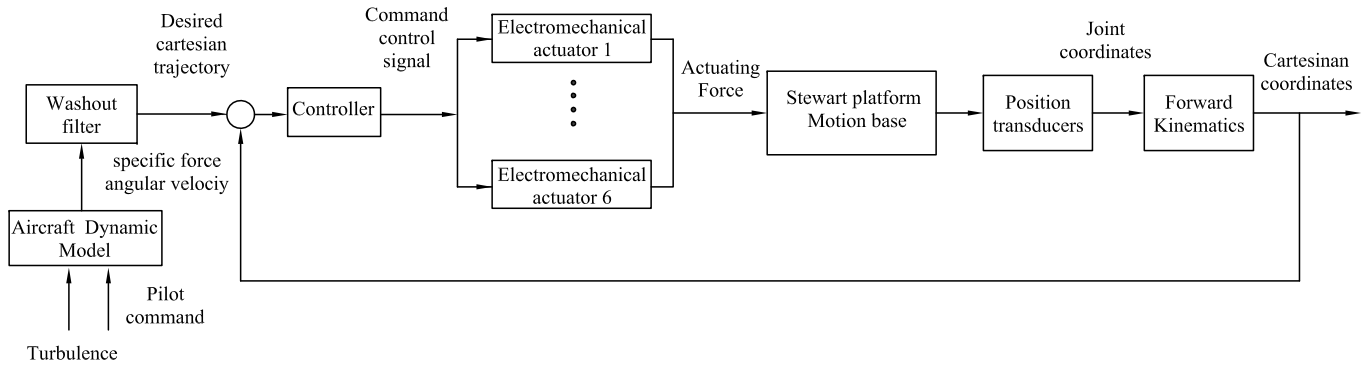 Desired
cartesian
trajectory
Command
control
signal
Electromechanical
actuator 1
Joint
coordinates
Cartesinan
coordinates
Actuating
Force
Washout
filter
Controller
Stewart platform
Motion base
Position
transducers
Forward
Kinematics
specific force
angular velociy
Electromechanical
actuator 6
Aircraft Dynamic
Model
Pilot
command
Turbulence